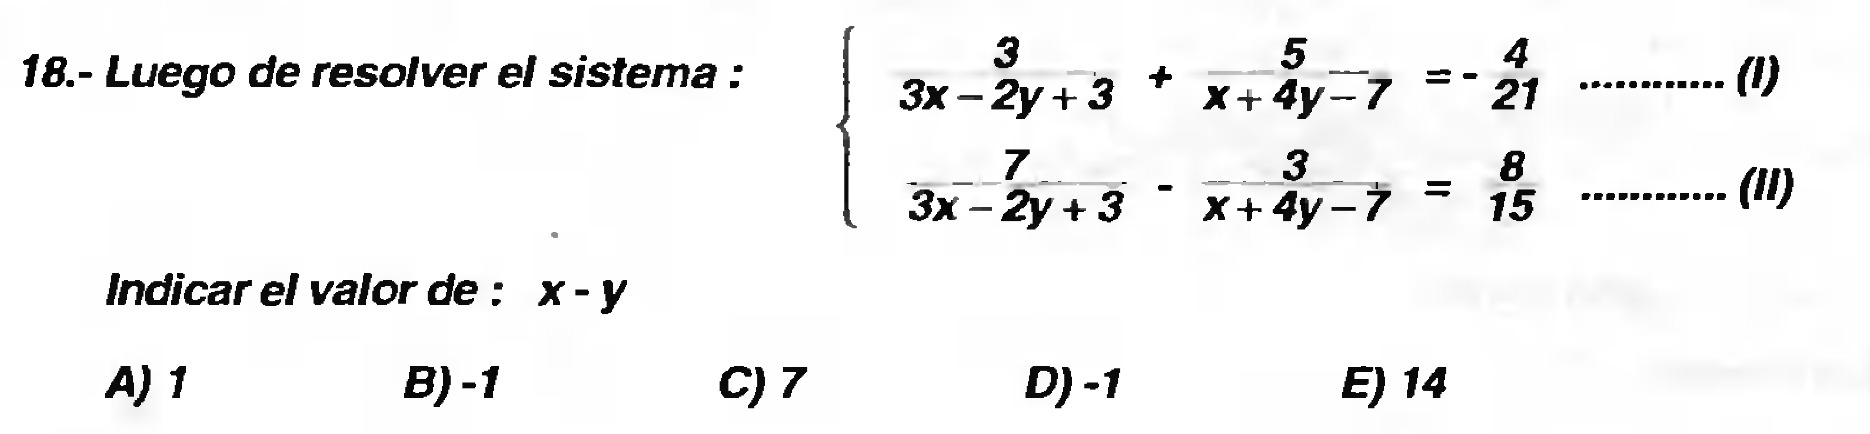 18.- Luego de resolver el sistema : { 3/(3x – 2y + 3) + 5/(x + 4y – 7) = - 4/21 ............ (I)
7/(3x – 2y + 3) - 3/(x + 4y – 7) = 8/15 ............ (II)
Indicar el valor de : x - y
A) 1 B) -1 C) 7 D) -1 E) 14